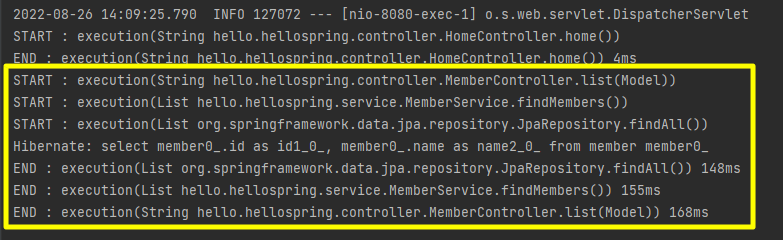 2022-08-26 14:09:25.790  INFO 127072 --- [nio-8080-exec-1] o.s.web.servlet.DispatcherServlet
START : execution(String hello.hellospring.controller.HomeController.home())
END : execution(String hello.hellospring.controller.HomeController.home()) 4ms
START : execution(String hello.hellospring.controller.MemberController.list(Model))
START : execution(List hello.hellospring.service.MemberService.findMembers())
START : execution(List org.springframework.data.jpa.repository.JpaRepository.findAll())
Hibernate: select member0_.id as id1_0_, member0_.name as name2_0_ from member member0_
END : execution(List org.springframework.data.jpa.repository.JpaRepository.findAll()) 148ms
END : execution(List hello.hellospring.service.MemberService.findMembers()) 155ms
END : execution(String hello.hellospring.controller.MemberController.list(Model)) 168ms